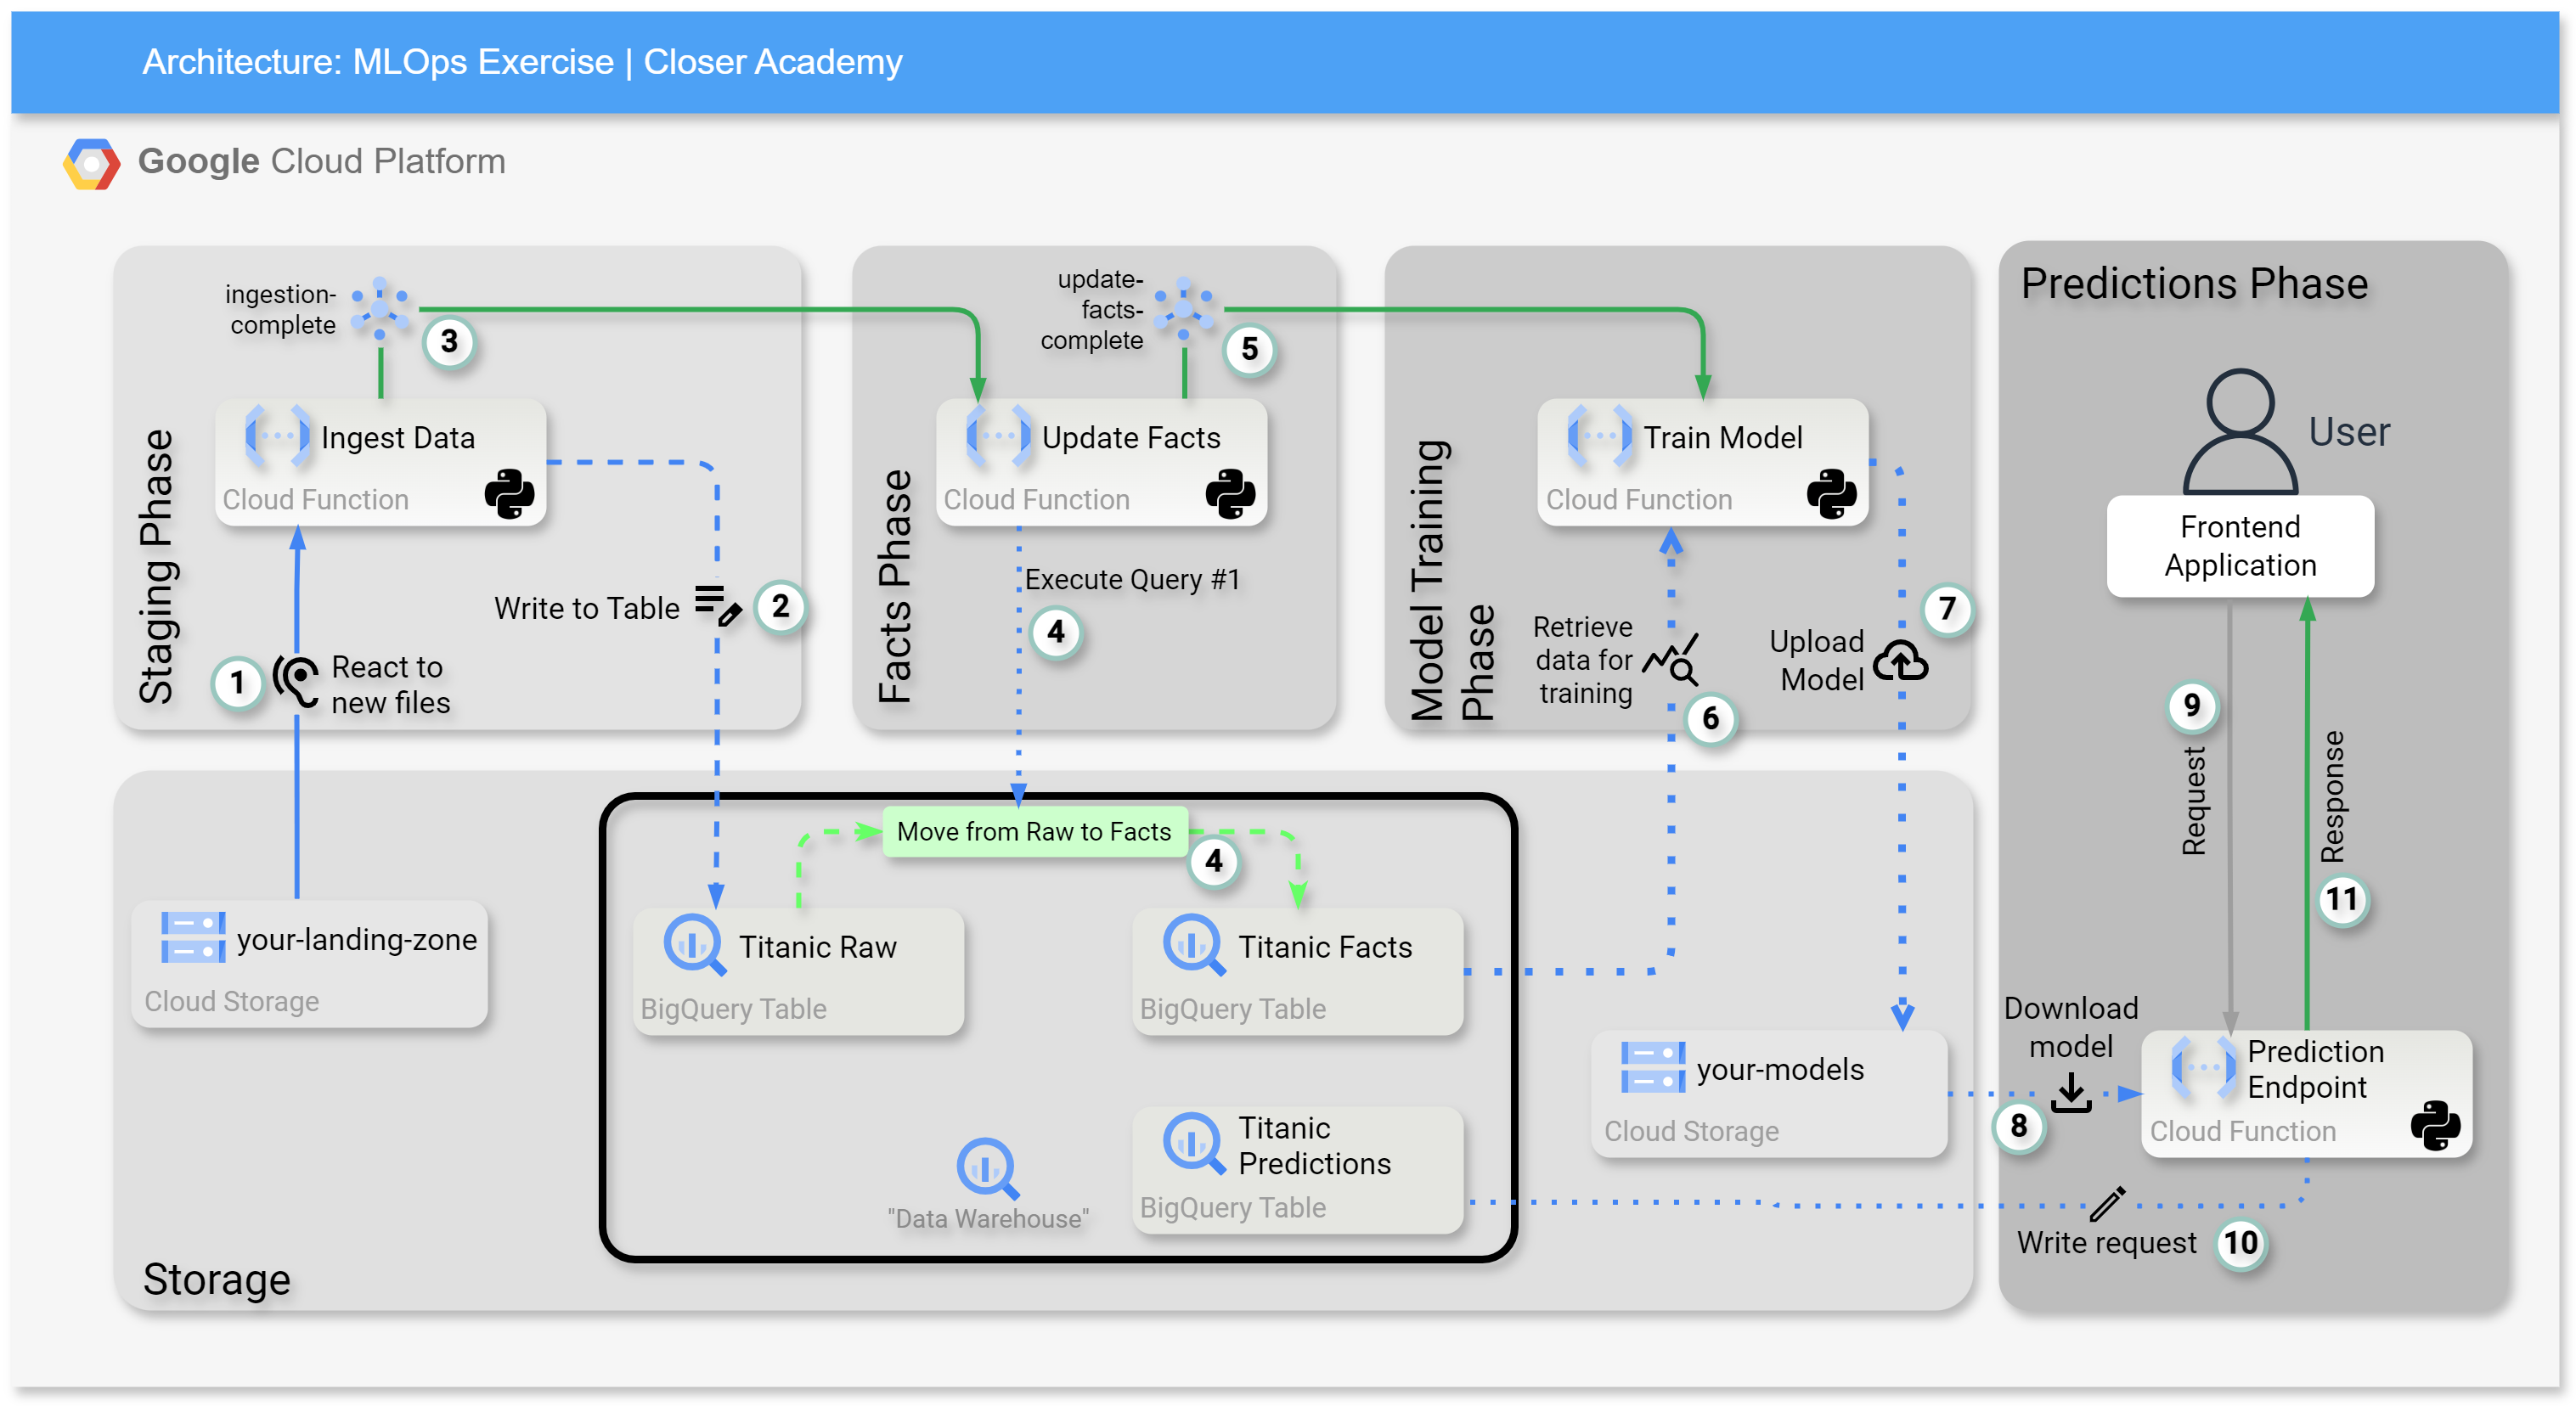 Architecture: MLOps Exercise | Closer Academy
Google Cloud Platform
Staging Phase
ingestion-
complete
3
Ingest Data
Cloud Function
Write to Table
2
1
React to
new files
Facts Phase
update-
facts-
complete
5
Update Facts
Cloud Function
Execute Query #1
4
Model Training
Phase
Train Model
Cloud Function
Retrieve
data for
training
6
Upload
Model
7
Predictions Phase
User
Frontend
Application
9
Request
Response
11
Download
model
8
Prediction
Endpoint
Cloud Function
Write request
10
Storage
your-landing-zone
Cloud Storage
Move from Raw to Facts
4
Titanic Raw
BigQuery Table
Titanic Facts
BigQuery Table
"Data Warehouse"
Titanic
Predictions
BigQuery Table
your-models
Cloud Storage